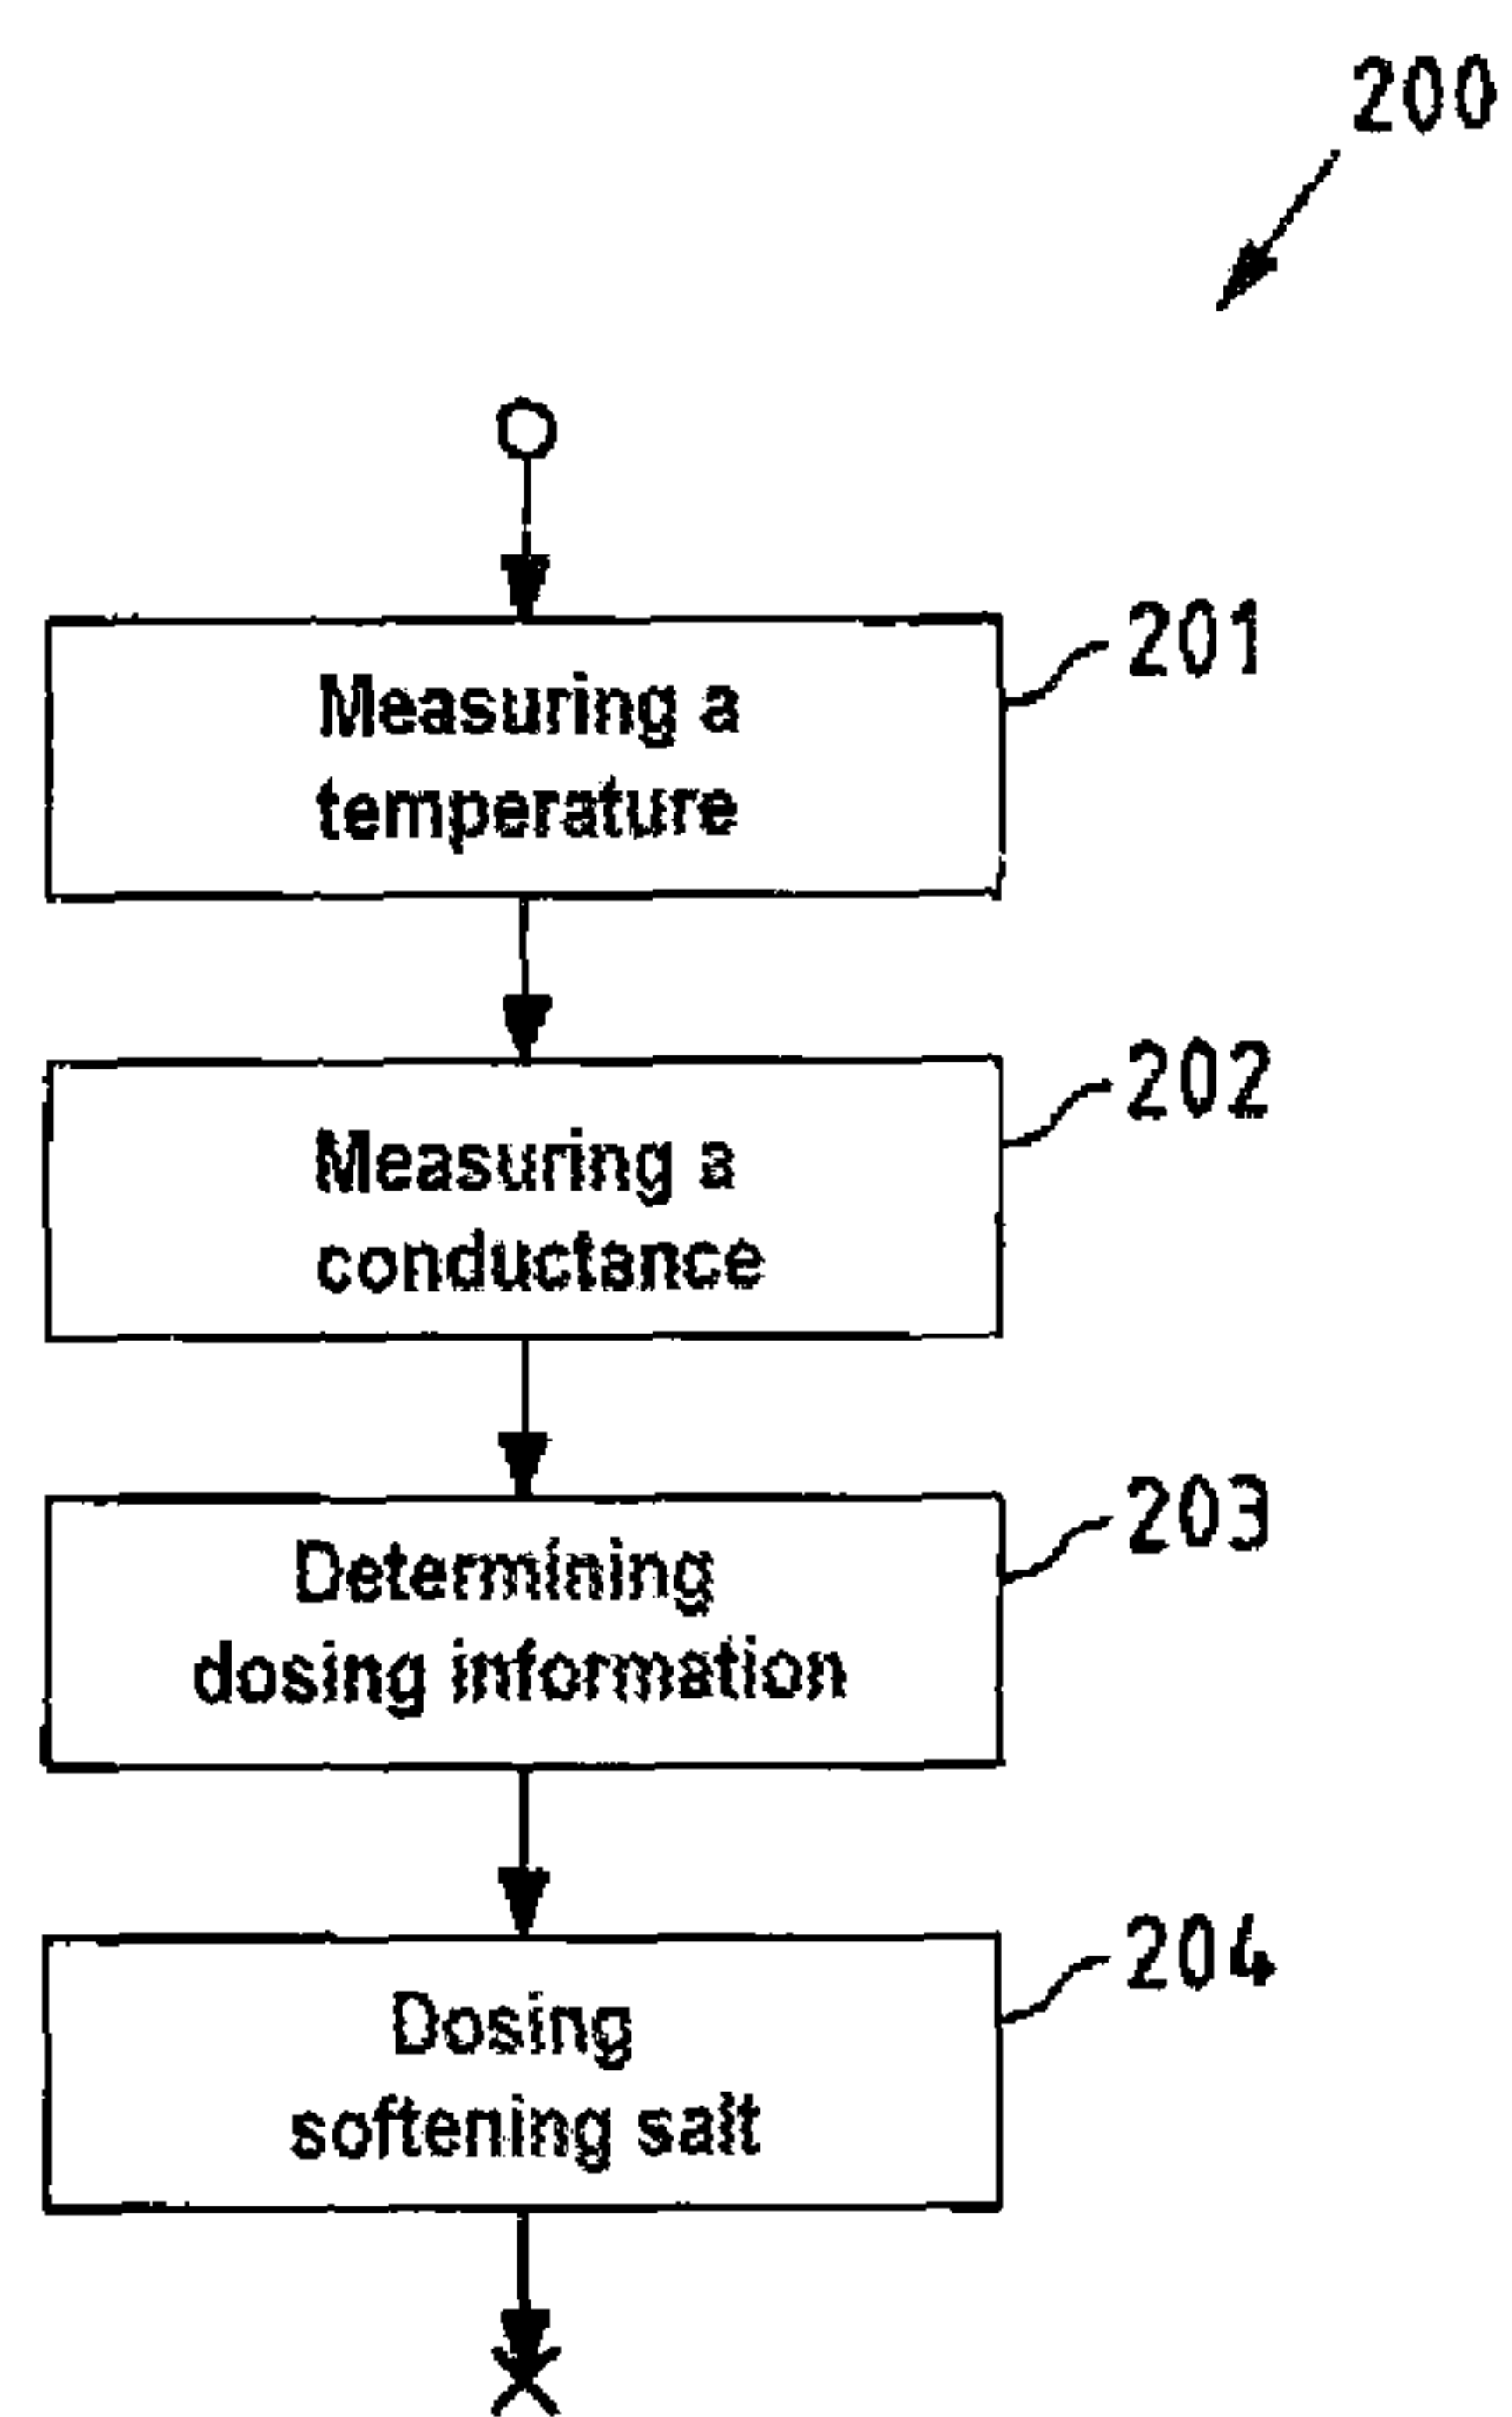 200
201
Measuring a
temperature
202
Measuring a
conductance
203
Determining
dosing information
204
Dosing
softening salt